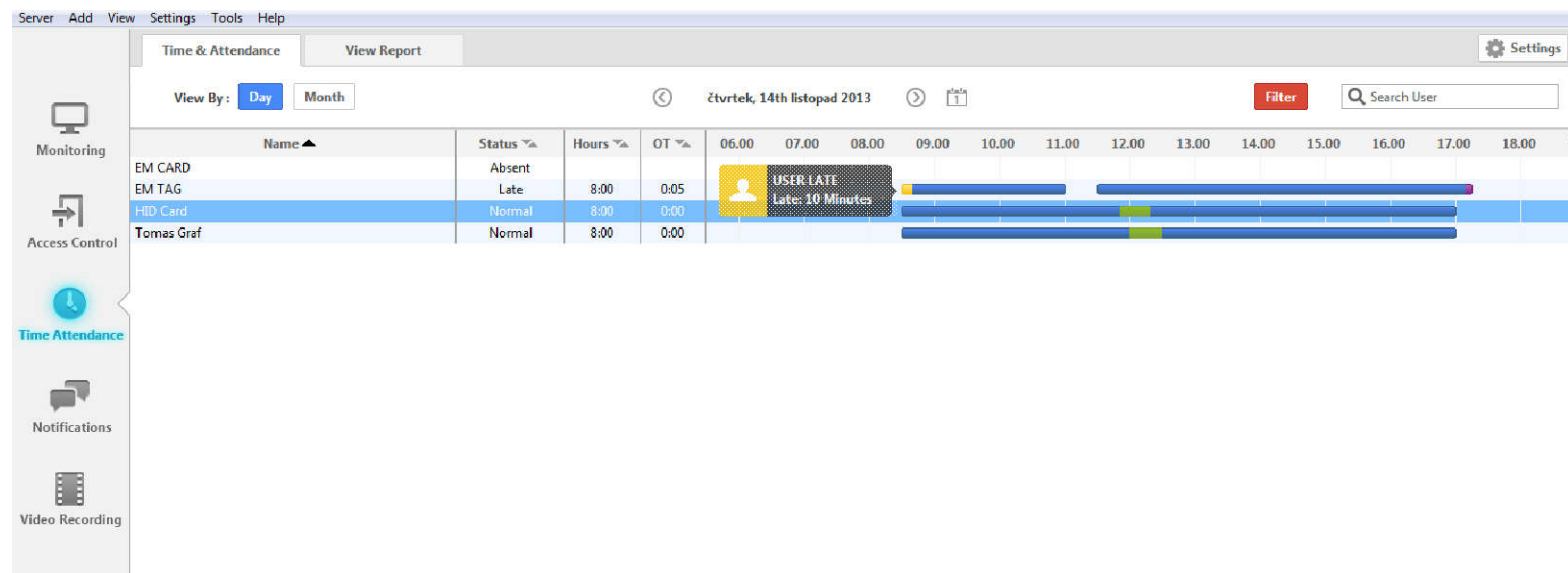 Server Add View Settings Tools Help
Time & Attendance View Report Settings
View By : Day Month čtvrtek, 14th listopad 2013 1 Filter Search User
Name Status Hours OT 06.00 07.00 08.00 09.00 10.00 11.00 12.00 13.00 14.00 15.00 16.00 17.00 18.00
EM CARD Absent
EM TAG Late 8:00 0:05
HID Card Normal 8:00 0:00
Tomas Graf Normal 8:00 0:00
USER LATE
Late: 10 Minutes
Monitoring
Access Control
Time Attendance
Notifications
Video Recording